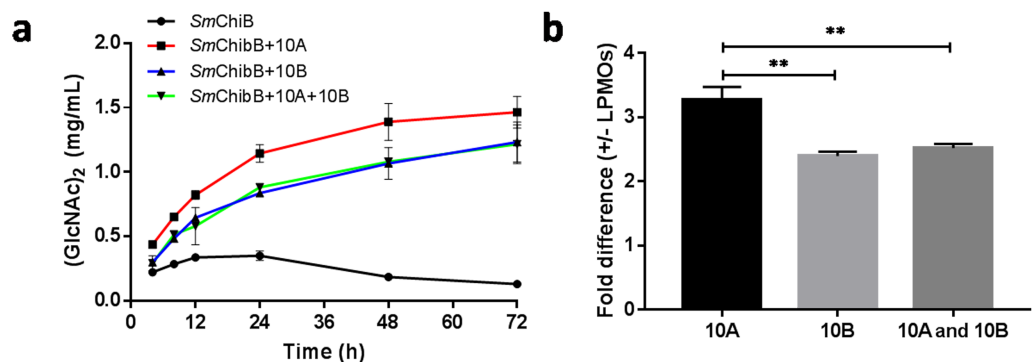 a
SmChiB
SmChibB+10A
SmChibB+10B
SmChibB+10A+10B
(GlcNAc)2 (mg/mL)
2.0
1.5
1.0
0.5
0.0
0 12 24 36 48 60 72
Time (h)
b
**
**
Fold difference (+/- LPMOs)
4
3
2
1
0
10A 10B 10A and 10B